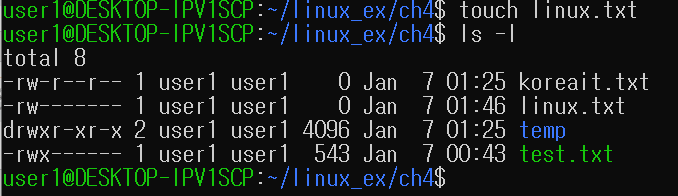 user1@DESKTOP-IPV1SCP:~/linux_ex/ch4$ touch linux.txt
user1@DESKTOP-IPV1SCP:~/linux_ex/ch4$ ls -l
total 8
-rw-r--r-- 1 user1 user1    0 Jan  7 01:25 koreait.txt
-rw------- 1 user1 user1    0 Jan  7 01:46 linux.txt
drwxr-xr-x 2 user1 user1 4096 Jan  7 01:25 temp
-rwx------ 1 user1 user1  543 Jan  7 00:43 test.txt
user1@DESKTOP-IPV1SCP:~/linux_ex/ch4$